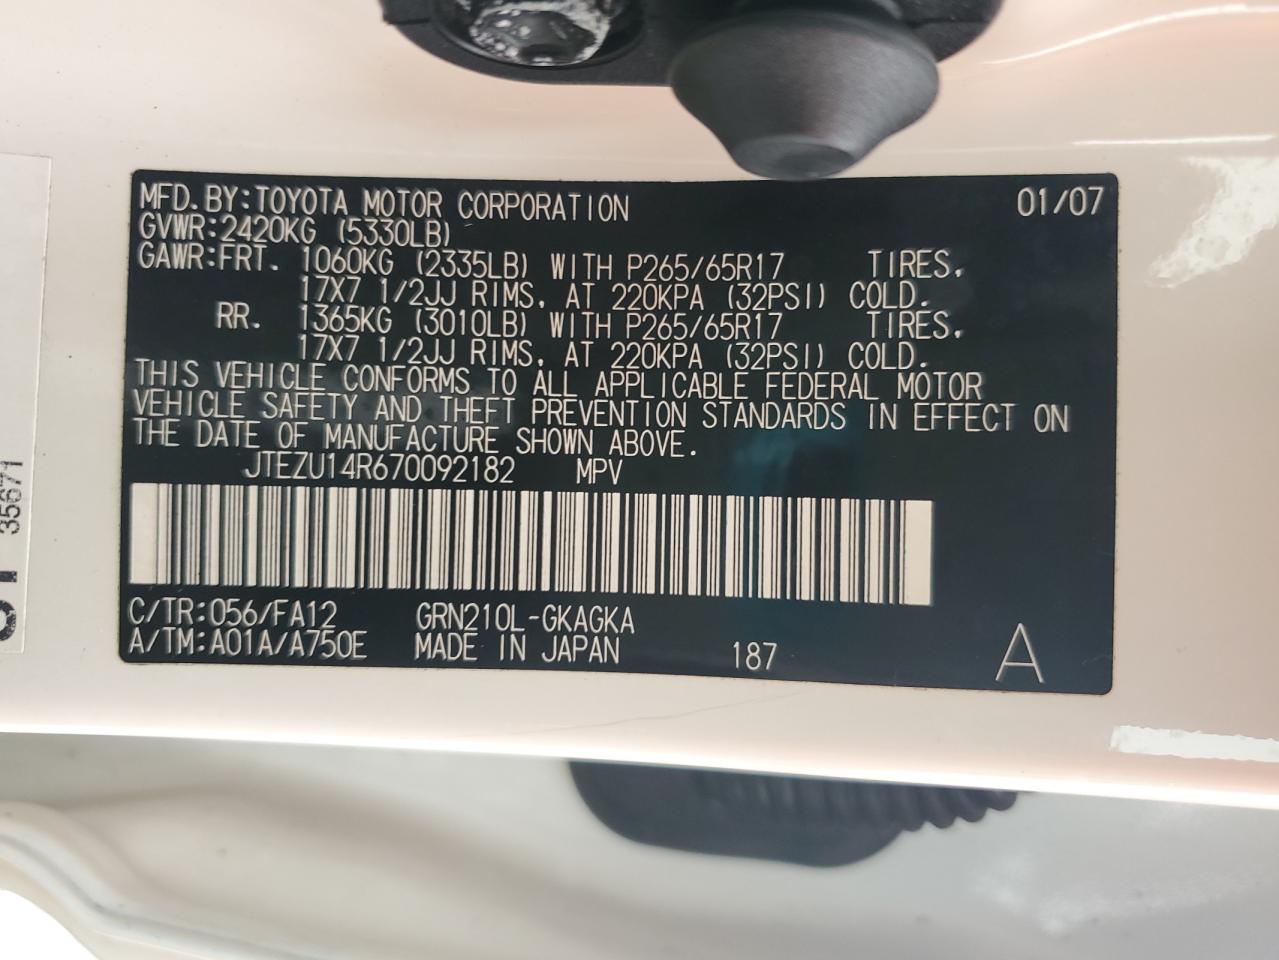 MFD. BY: TOYOTA MOTOR CORPORATION 01/07
GVWR: 2420KG (5330LB)
GAWR: FRT. 1060KG (2335LB) WITH P265/65R17 TIRES,
17X7 1/2JJ RIMS, AT 220KPA (32PSI) COLD.
RR. 1365KG (3010LB) WITH P265/65R17 TIRES,
17X7 1/2JJ RIMS, AT 220KPA (32PSI) COLD.
THIS VEHICLE CONFORMS TO ALL APPLICABLE FEDERAL MOTOR
VEHICLE SAFETY AND THEFT PREVENTION STANDARDS IN EFFECT ON
THE DATE OF MANUFACTURE SHOWN ABOVE.
JTEZU14R670092182 MPV
C/TR: 056/FA12 GRN210L-GKAGKA
A/TM: A01A/A750E MADE IN JAPAN 187 A
35671